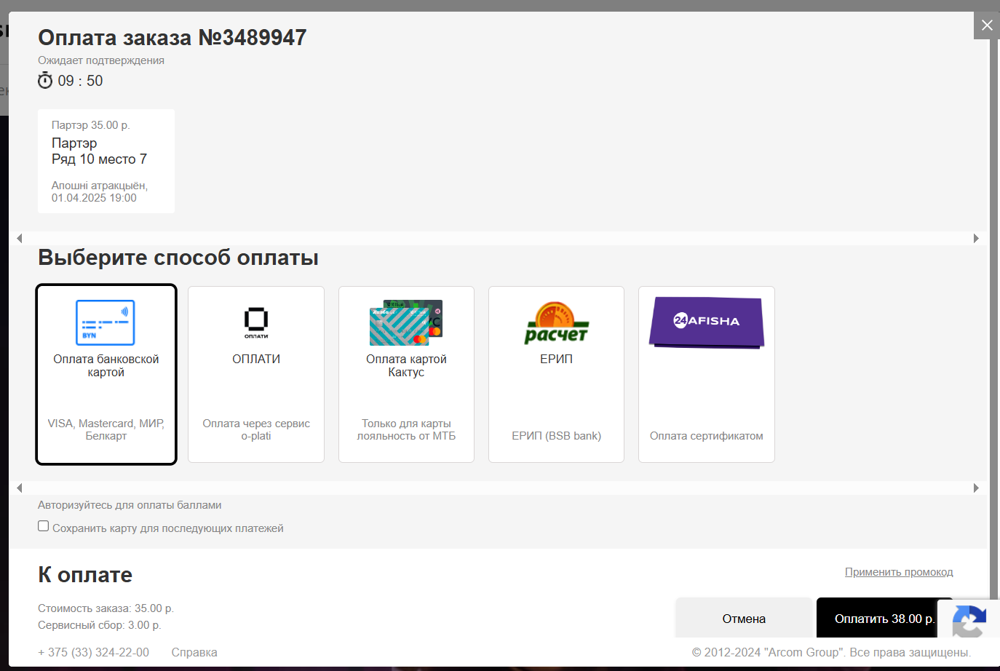 Оплата заказа №3489947
Ожидает подтверждения
09 : 50
Партэр 35.00 р.
Партэр
Ряд 10 место 7
Апошні атракцыён,
01.04.2025 19:00
Выберите способ оплаты
BYN
Оплата банковской
картой
VISA, Mastercard, МИР,
Белкарт
ОПЛАТИ
ОПЛАТИ
Оплата через сервис
o-plati
Оплата картой
Кактус
Только для карты
лояльность от МТБ
расчет
ЕРИП
ЕРИП (BSB bank)
24AFISHA
Оплата сертификатом
Авторизуйтесь для оплаты баллами
Сохранить карту для последующих платежей
К оплате
Применить промокод
Стоимость заказа: 35.00 р.
Сервисный сбор: 3.00 р.
Отмена
Оплатить 38.00 р.
+ 375 (33) 324-22-00
Справка
© 2012-2024 "Arcom Group". Все права защищены.